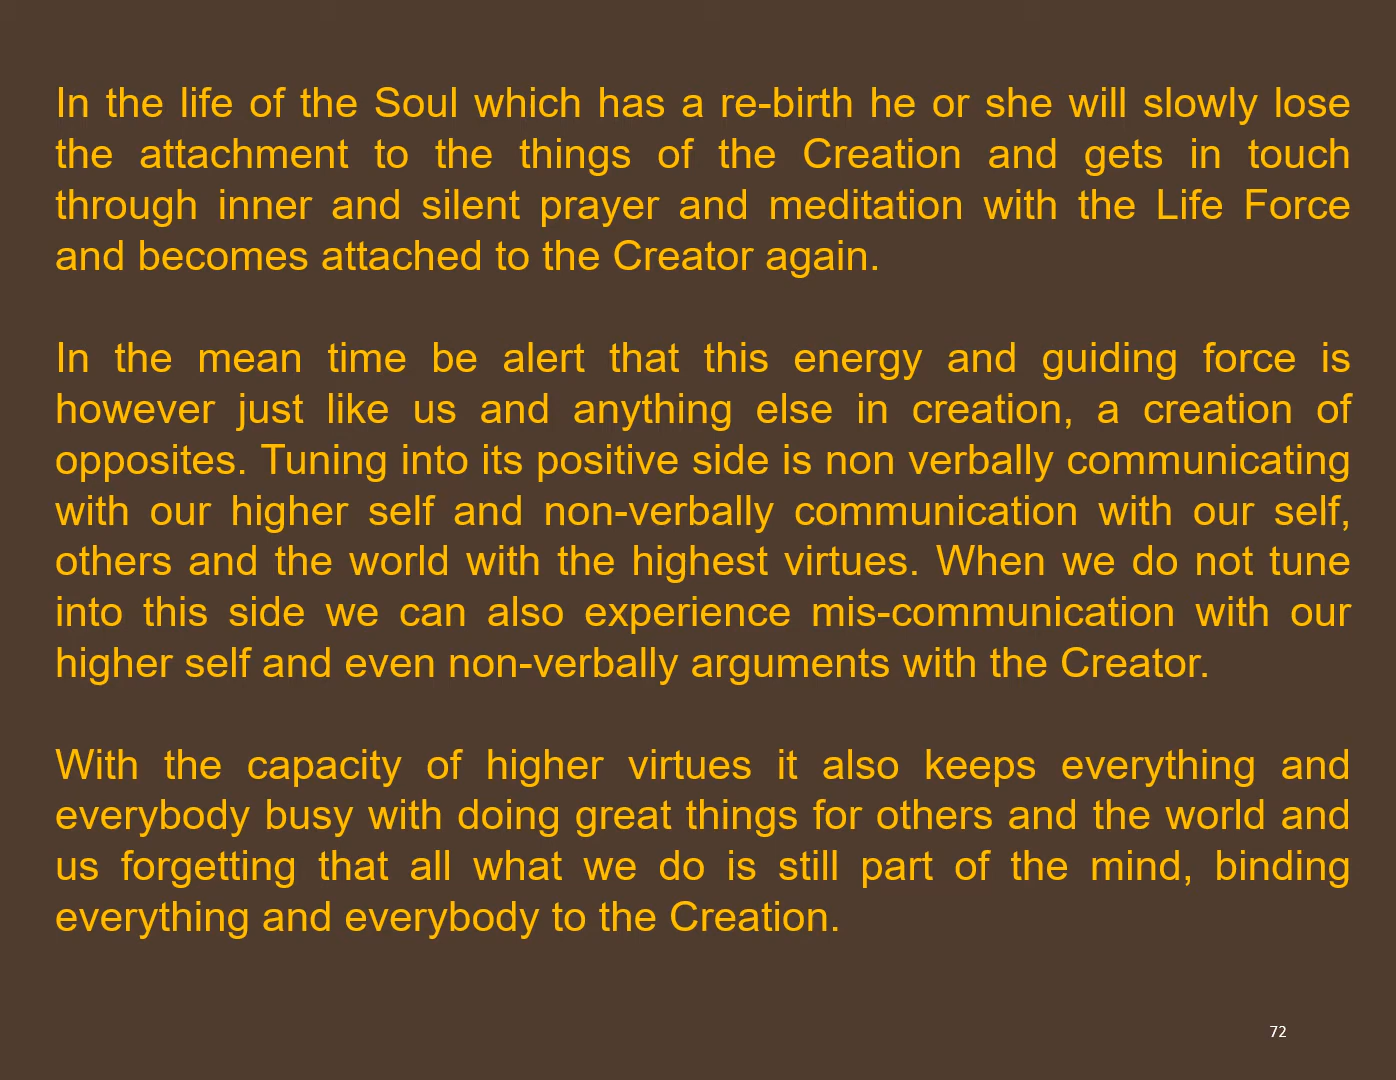 In the life of the Soul which has a re-birth he or she will slowly lose
the attachment to the things of the Creation and gets in touch
through inner and silent prayer and meditation with the Life Force
and becomes attached to the Creator again.
In the mean time be alert that this energy and guiding force is
however just like us and anything else in creation, a creation of
opposites. Tuning into its positive side is non verbally communicating
with our higher self and non-verbally communication with our self,
others and the world with the highest virtues. When we do not tune
into this side we can also experience mis-communication with our
higher self and even non-verbally arguments with the Creator.
With the capacity of higher virtues it also keeps everything and
everybody busy with doing great things for others and the world and
us forgetting that all what we do is still part of the mind, binding
everything and everybody to the Creation.
72